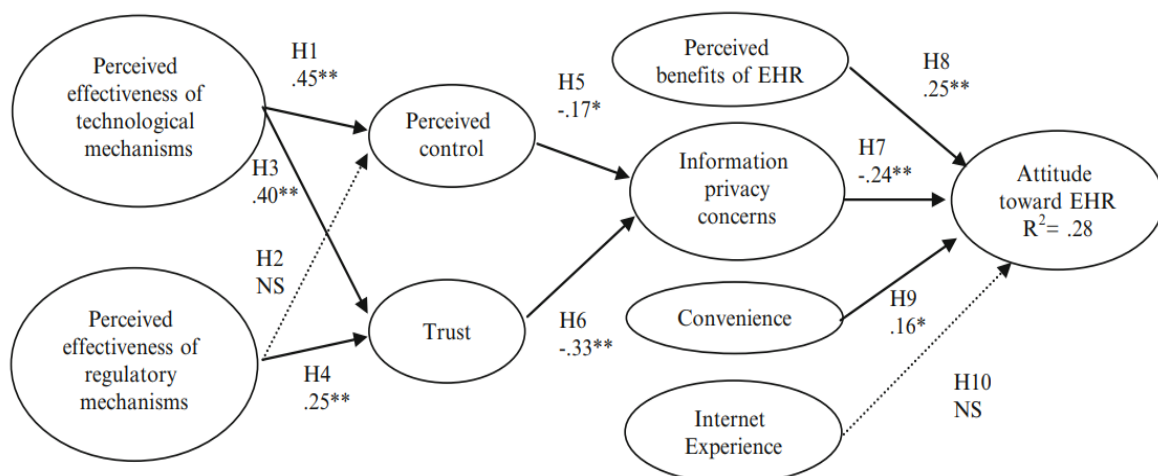 Perceived
effectiveness of
technological
mechanisms
H1
.45**
H3
.40**
H2
NS
Perceived
effectiveness of
regulatory
mechanisms
H4
.25**
Perceived
control
Trust
H5
-.17*
H6
-.33**
Perceived
benefits of EHR
Information
privacy
concerns
Convenience
Internet
Experience
H8
.25**
H7
-.24**
H9
.16*
H10
NS
Attitude
toward EHR
R²= .28